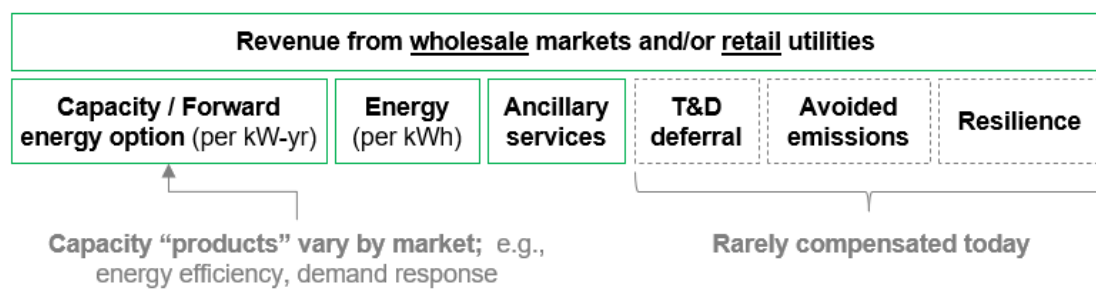 Revenue from wholesale markets and/or retail utilities
Capacity / Forward
energy option (per kW-yr)
Energy
(per kWh)
Ancillary
services
T&D
deferral
Avoided
emissions
Resilience
Capacity “products” vary by market; e.g.,
energy efficiency, demand response
Rarely compensated today